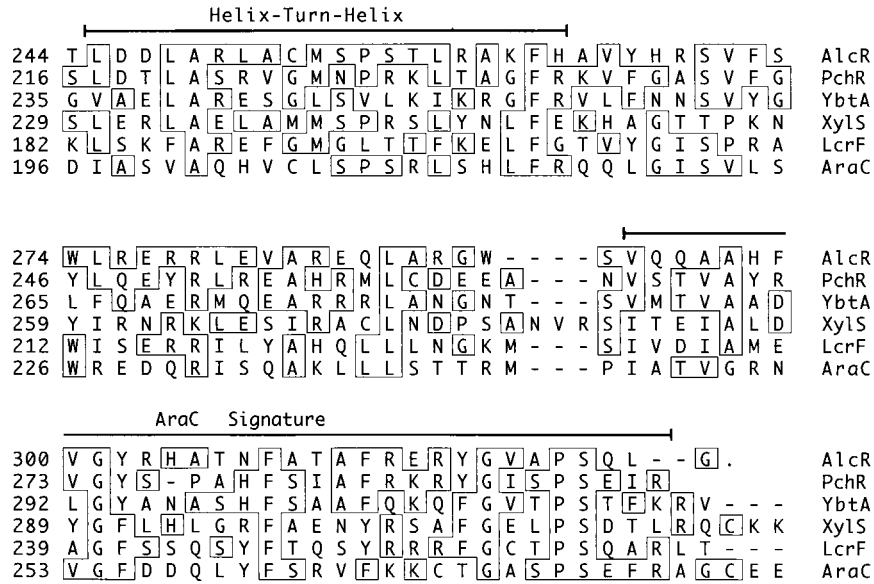 Helix-Turn-Helix
244 T L D D L A R L A C M S P S T L R A K F H A V Y H R S V F S AlcR
216 S L D T L A S R V G M N P R K L T A G F R K V F G A S V F G PchR
235 G V A E L A R E S G L S V L K I K R G F R V L F N N S V Y G YbtA
229 S L E R L A E L A M M S P R S L Y N L F E K H A G T T P K N XylS
182 K L S K F A R E F G M G L T T F K E L F G T V Y G I S P R A LcrF
196 D I A S V A Q H V C L S P S R L S H L F R Q Q L G I S V L S AraC
274 W L R E R R L E V A R E Q L A R G W - - - - S V Q Q A A H F AlcR
246 Y L Q E Y R L R E A H R M L C D E E A - - - - N V S T V A Y R PchR
265 L F Q A E R M Q E A R R R L A N G N T - - - S V M T V A A D YbtA
259 Y I R N R K L E S I R A C L N D P S A N V R S I T E I A L D XylS
212 W I S E R R I L Y A H Q L L L N G K M - - - S I V D I A M E LcrF
226 W R E D Q R I S Q A K L L L S T T R M - - - P I A T V G R N AraC
AraC Signature
300 V G Y R H A T N F A T A F R E R Y G V A P S Q L - - G . AlcR
273 V G Y S - P A H F S I A F R K R Y G I S P S E I R PchR
292 L G Y A N A S H F S A A F Q K Q F G V T P S T F K R V - - - YbtA
289 Y G F L H L G R F A E N Y R S A F G E L P S D T L R Q C K K XylS
239 A G F S S Q S Y F T Q S Y R R R F G C T P S Q A R L T - - - LcrF
253 V G F D D Q L Y F S R V F K K C T G A S P S E F R A G C E E AraC